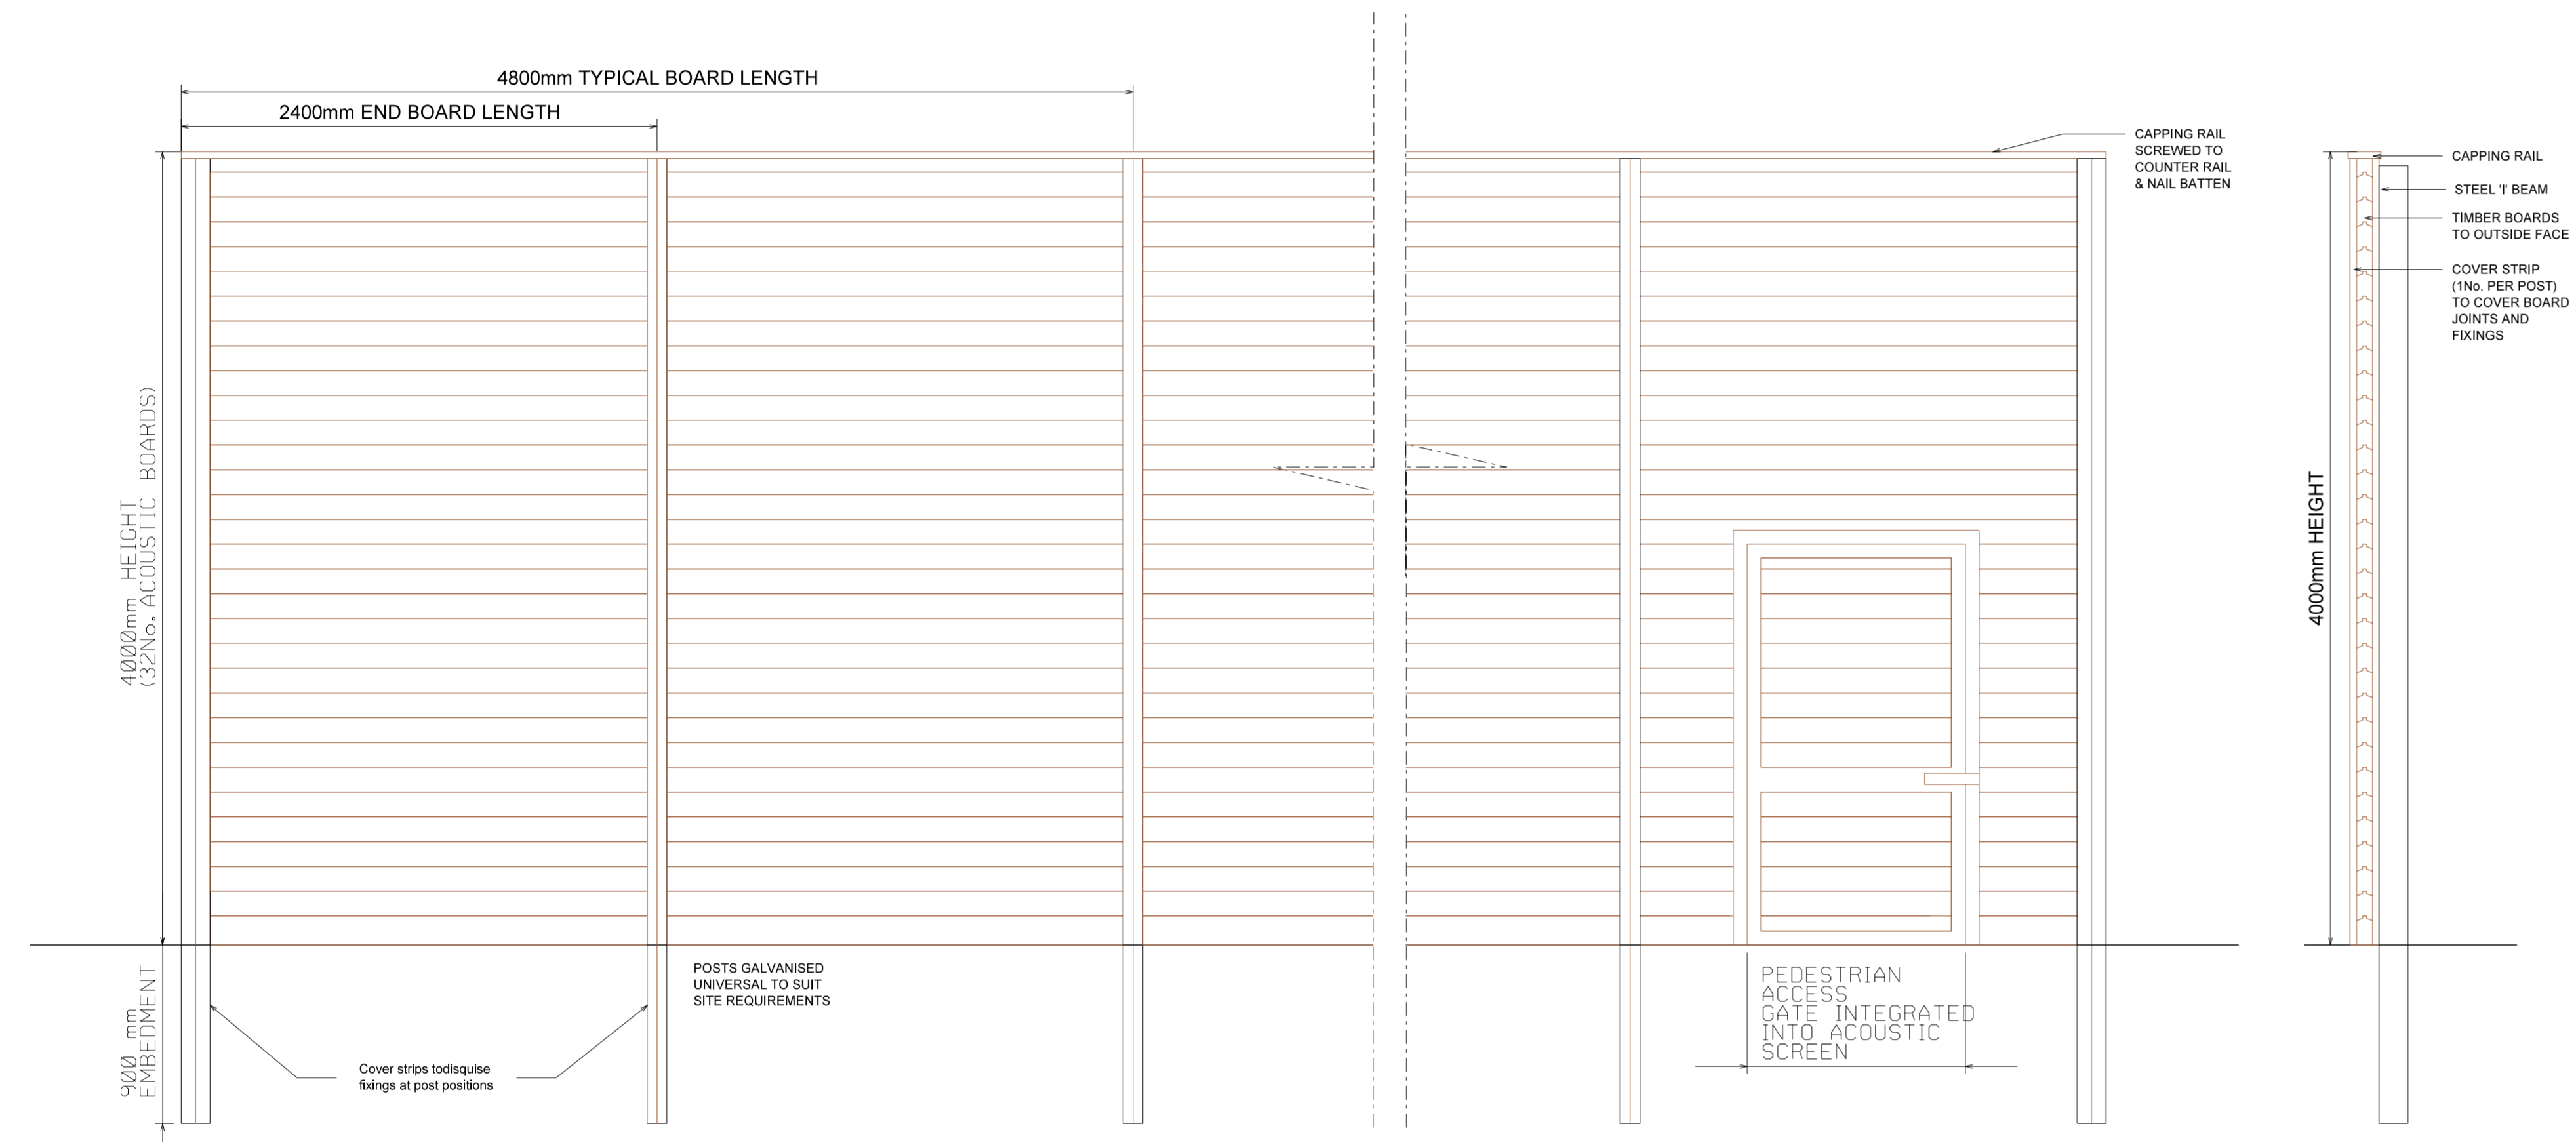 4800mm TYPICAL BOARD LENGTH
2400mm END BOARD LENGTH
CAPPING RAIL
SCREWED TO
COUNTER RAIL
& NAIL BATTEN
CAPPING RAIL
STEEL 'I' BEAM
TIMBER BOARDS
TO OUTSIDE FACE
COVER STRIP
(1No. PER POST)
TO COVER BOARD
JOINTS AND
FIXINGS
4000mm HEIGHT
(32No. ACOUSTIC BOARDS)
4000mm HEIGHT
900 mm
EMBEDMENT
POSTS GALVANISED
UNIVERSAL TO SUIT
SITE REQUIREMENTS
Cover strips todisquise
fixings at post positions
PEDESTRIAN
ACCESS
GATE INTEGRATED
INTO ACOUSTIC
SCREEN